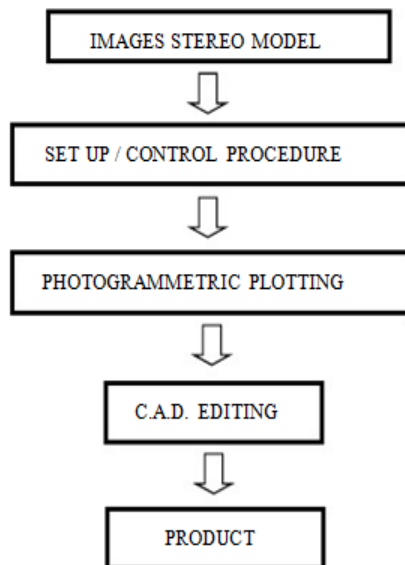 IMAGES STEREO MODEL
SET UP / CONTROL PROCEDURE
PHOTOGRAMMETRIC PLOTTING
C.A.D. EDITING
PRODUCT